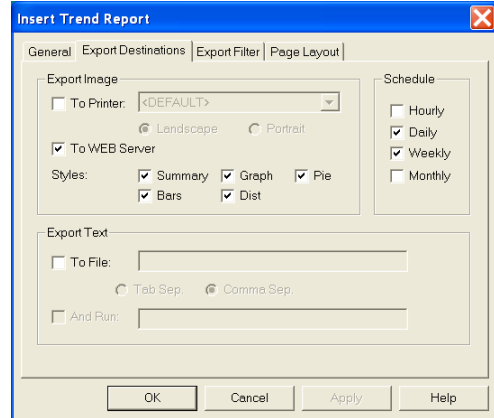 Insert Trend Report
General Export Destinations Export Filter Page Layout
Export Image
To Printer: <DEFAULT>
Landscape Portrait
To WEB Server
Styles: Summary Graph Pie
Bars Dist
Schedule
Hourly
Daily
Weekly
Monthly
Export Text
To File:
Tab Sep. Comma Sep.
And Run:
OK Cancel Apply Help